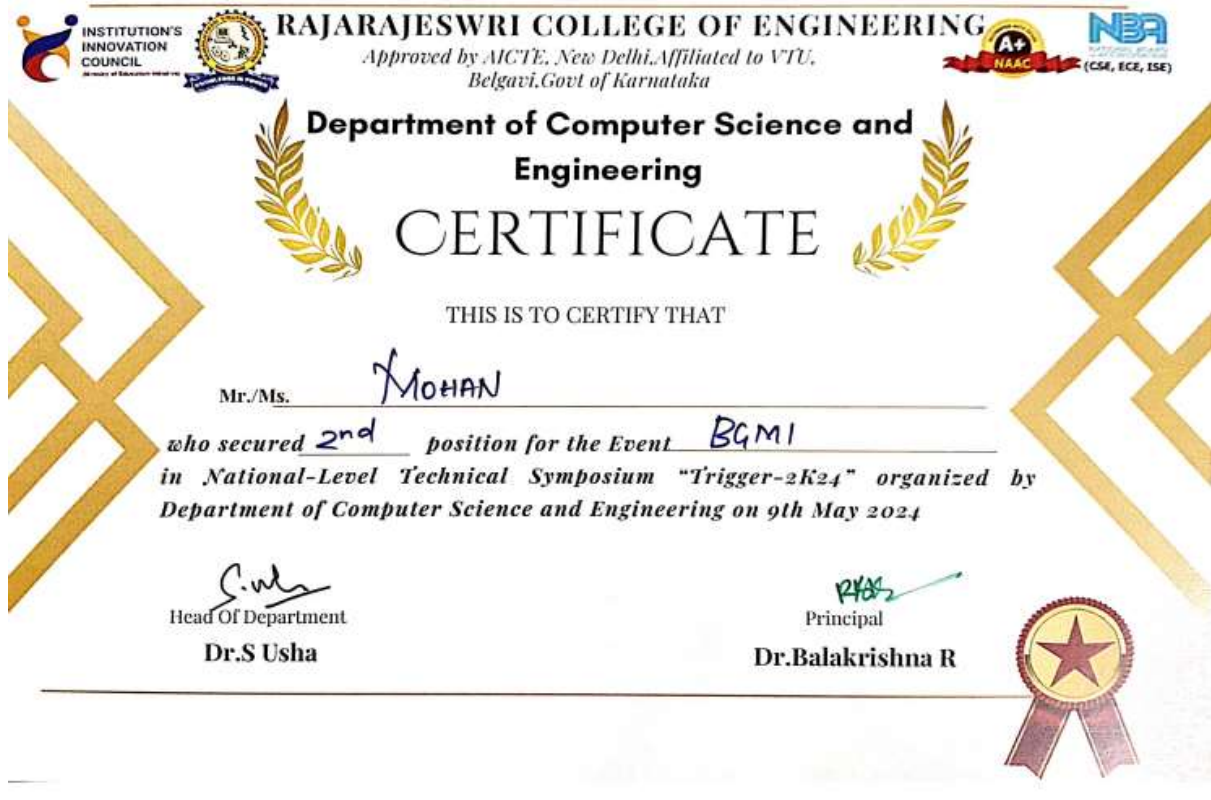 INSTITUTION'S
INNOVATION
COUNCIL
RAJARAJESWRI COLLEGE OF ENGINEERING
Approved by AICTE, New Delhi,Affiliated to VTU,
Belgavi,Govt of Karnataka
A+
NAAC
NBA
(CSE, ECE, ISE)
Department of Computer Science and
Engineering
CERTIFICATE
THIS IS TO CERTIFY THAT
Mr./Ms. MOHAN
who secured 2nd position for the Event BGMI
in National-Level Technical Symposium “Trigger-2K24” organized by
Department of Computer Science and Engineering on 9th May 2024
Head Of Department
Dr.S Usha
Principal
Dr.Balakrishna R